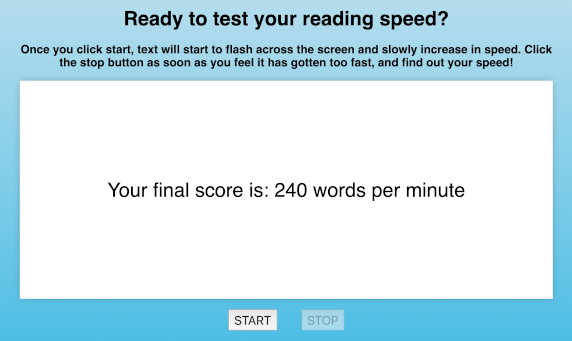 Ready to test your reading speed?
Once you click start, text will start to flash across the screen and slowly increase in speed. Click
the stop button as soon as you feel it has gotten too fast, and find out your speed!
Your final score is: 240 words per minute
START STOP